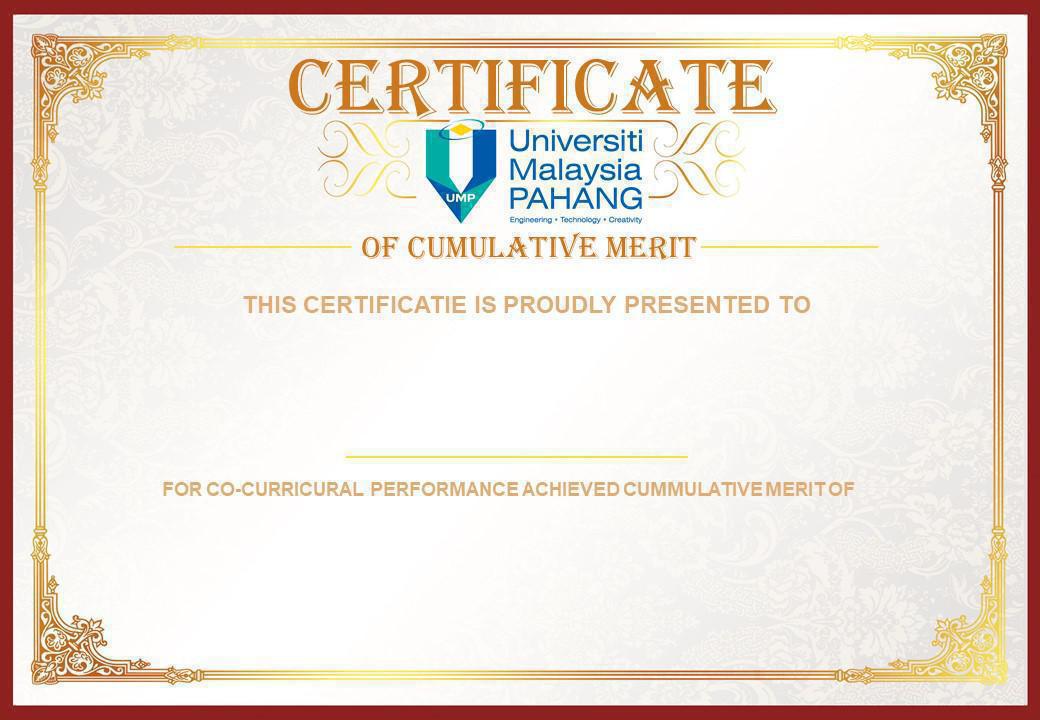 CERTIFICATE
UMP
Universiti
Malaysia
PAHANG
Engineering • Technology • Creativity
OF CUMULATIVE MERIT
THIS CERTIFICATIE IS PROUDLY PRESENTED TO
FOR CO-CURRICURAL PERFORMANCE ACHIEVED CUMMULATIVE MERIT OF